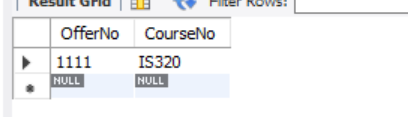 Result Grid Filter Rows:
OfferNo CourseNo
1111 IS320
NULL NULL